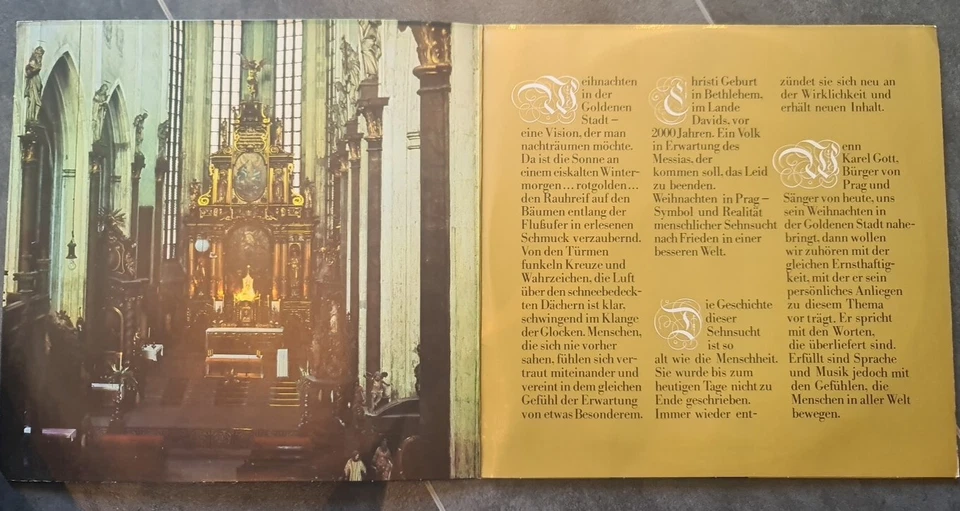 Weihnachten
in der
Goldenen
Stadt –
eine Vision, der man
nachträumen möchte.
Da ist die Sonne an
einem eiskalten Winter-
morgen... rotgolden...
den Rauhreif auf den
Bäumen entlang der
Flußufer in erlesenen
Schmuck verzaubernd.
Von den Türmen
funkeln Kreuze und
Wahrzeichen, die Luft
über den schneebedeck-
ten Dächern ist klar,
schwingend im Klange
der Glocken. Menschen,
die sich nie vorher
sahen, fühlen sich ver-
traut miteinander und
vereint in dem gleichen
Gefühl der Erwartung
von etwas Besonderem.
Christi Geburt
in Bethlehem,
im Lande
Davids, vor
2000 Jahren. Ein Volk
in Erwartung des
Messias, der
kommen soll, das Leid
zu beenden.
Weihnachten in Prag –
Symbol und Realität
menschlicher Sehnsucht
nach Frieden in einer
besseren Welt.
Die Geschichte
dieser
Sehnsucht
ist so
alt wie die Menschheit.
Sie wurde bis zum
heutigen Tage nicht zu
Ende geschrieben.
Immer wieder ent-
zündet sie sich neu an
der Wirklichkeit und
erhält neuen Inhalt.
Wenn
Karel Gott,
Bürger von
Prag und
Sänger von heute, uns
sein Weihnachten in
der Goldenen Stadt nahe-
bringt, dann wollen
wir zuhören mit der
gleichen Ernsthaftig-
keit, mit der er sein
persönliches Anliegen
zu diesem Thema
vorträgt. Er spricht
mit den Worten,
die überliefert sind.
Erfüllt sind Sprache
und Musik jedoch mit
den Gefühlen, die
Menschen in aller Welt
bewegen.